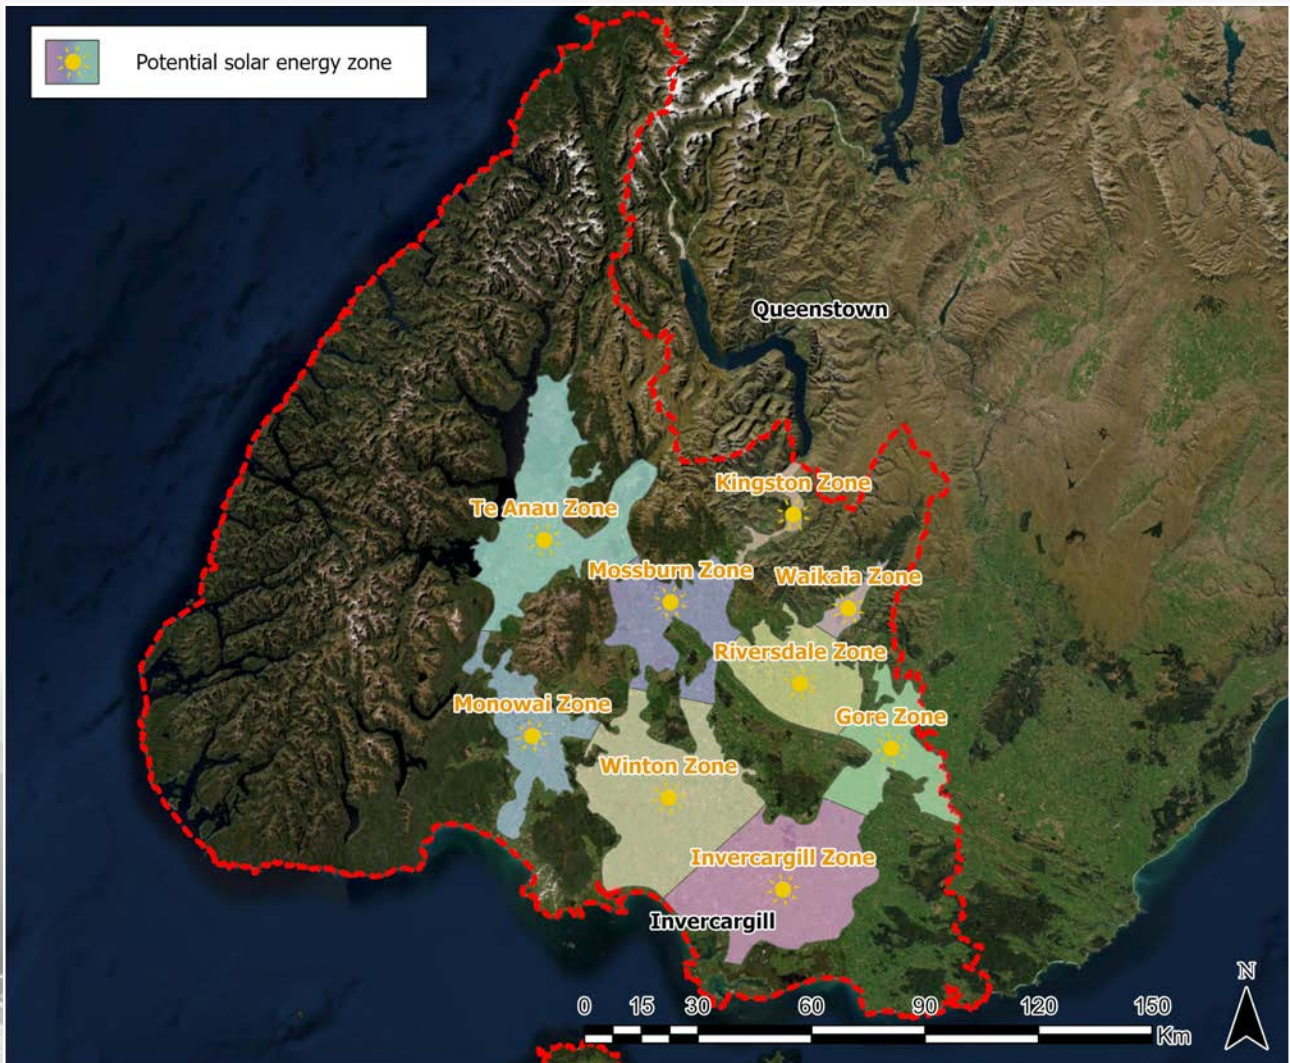 Potential solar energy zone
Queenstown
Kingston Zone
Te Anau Zone
Mossburn Zone
Waikaia Zone
Riversdale Zone
Monowai Zone
Gore Zone
Winton Zone
Invercargill Zone
Invercargill
N
0 15 30 60 90 120 150
Km